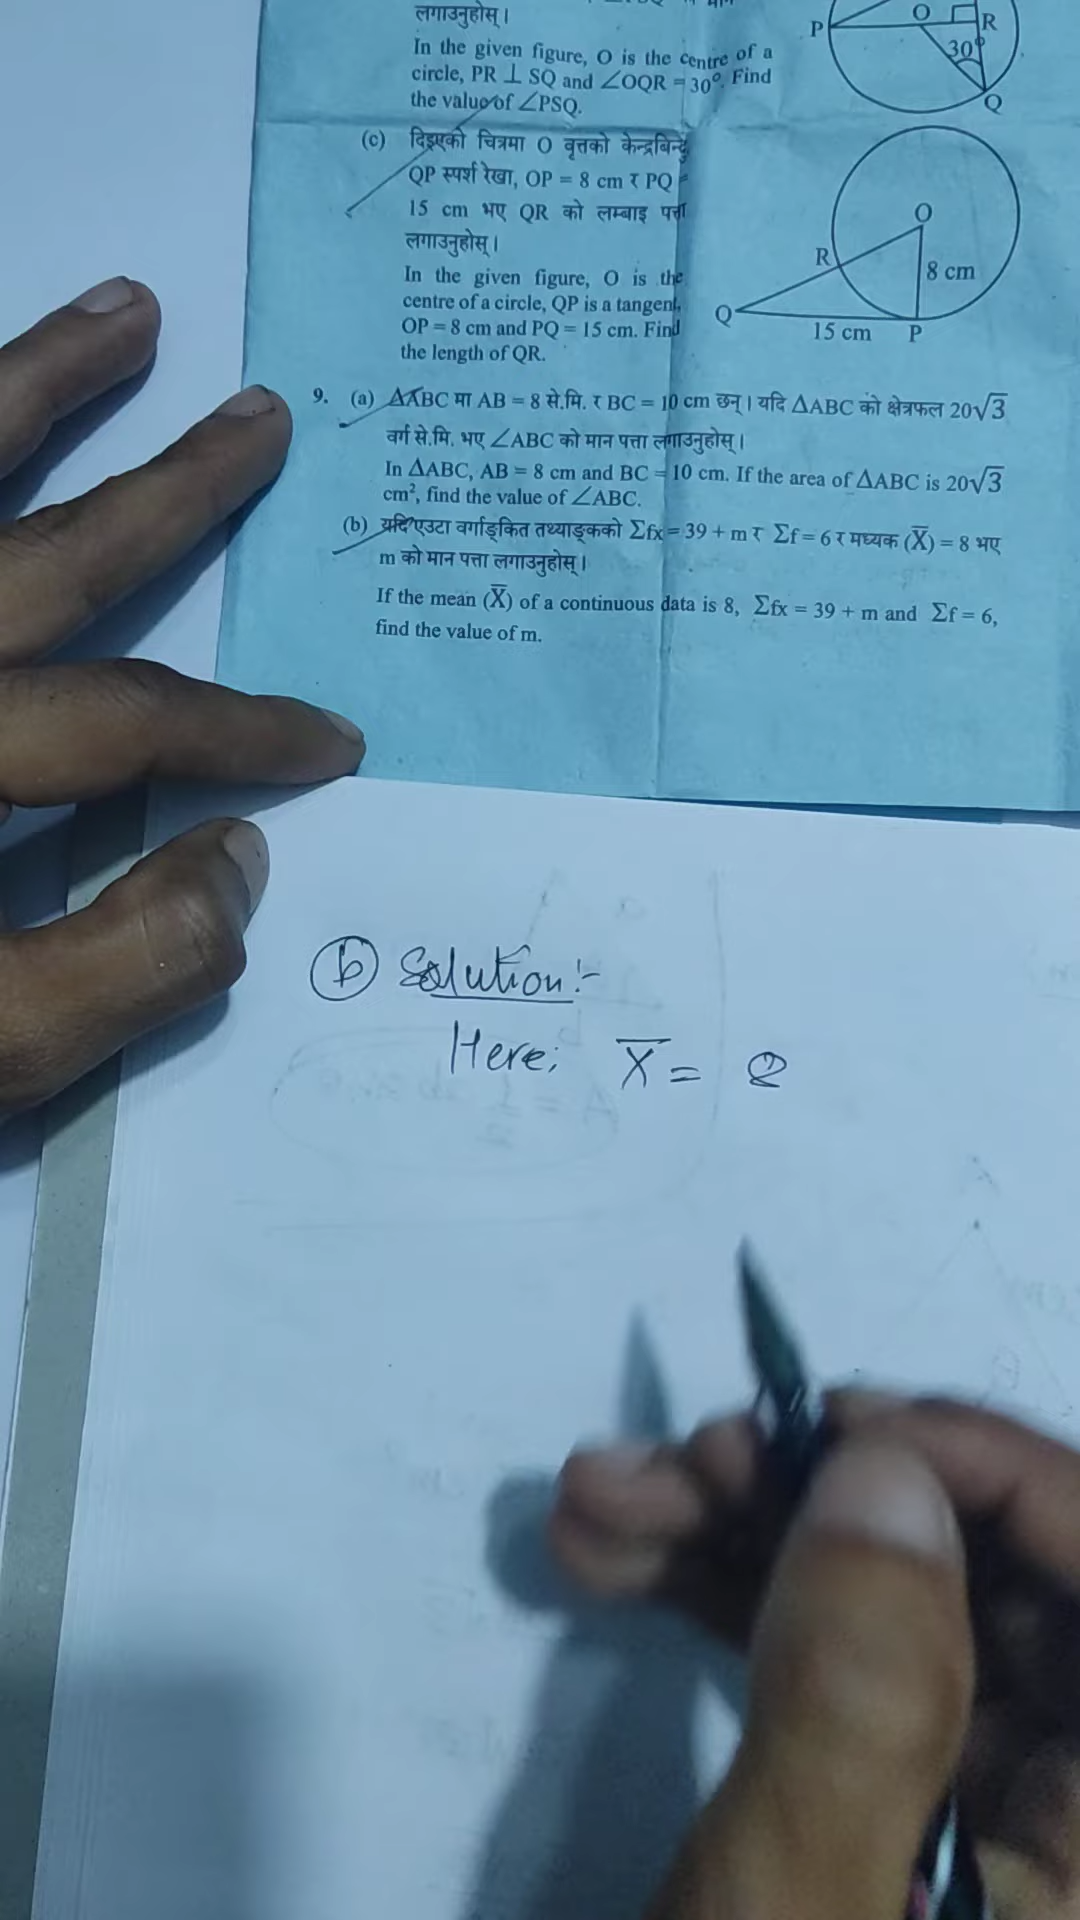 लगाउनुहोस् ।
In the given figure, O is the centre of a
circle, PR ⊥ SQ and ∠OQR = 30°. Find
the value of ∠PSQ.
P
O
R
30°
Q
(c) दिइएको चित्रमा O वृत्तको केन्द्रबिन्दु
QP स्पर्श रेखा, OP = 8 cm र PQ =
15 cm भए QR को लम्बाइ पत्ता
लगाउनुहोस् ।
In the given figure, O is the
centre of a circle, QP is a tangent,
OP = 8 cm and PQ = 15 cm. Find
the length of QR.
O
R
8 cm
Q
15 cm
P
9. (a) ΔABC मा AB = 8 से.मि. र BC = 10 cm छन् । यदि ΔABC को क्षेत्रफल 20√3
वर्ग से.मि. भए ∠ABC को मान पत्ता लगाउनुहोस् ।
In ΔABC, AB = 8 cm and BC = 10 cm. If the area of ΔABC is 20√3
cm², find the value of ∠ABC.
(b) यदि एउटा वर्गाङ्कित तथ्याङ्कको Σfx = 39 + m र Σf = 6 र मध्यक (X̅) = 8 भए
m को मान पत्ता लगाउनुहोस् ।
If the mean (X̅) of a continuous data is 8, Σfx = 39 + m and Σf = 6,
find the value of m.
(b) Solution:-
Here; X̅ = 8